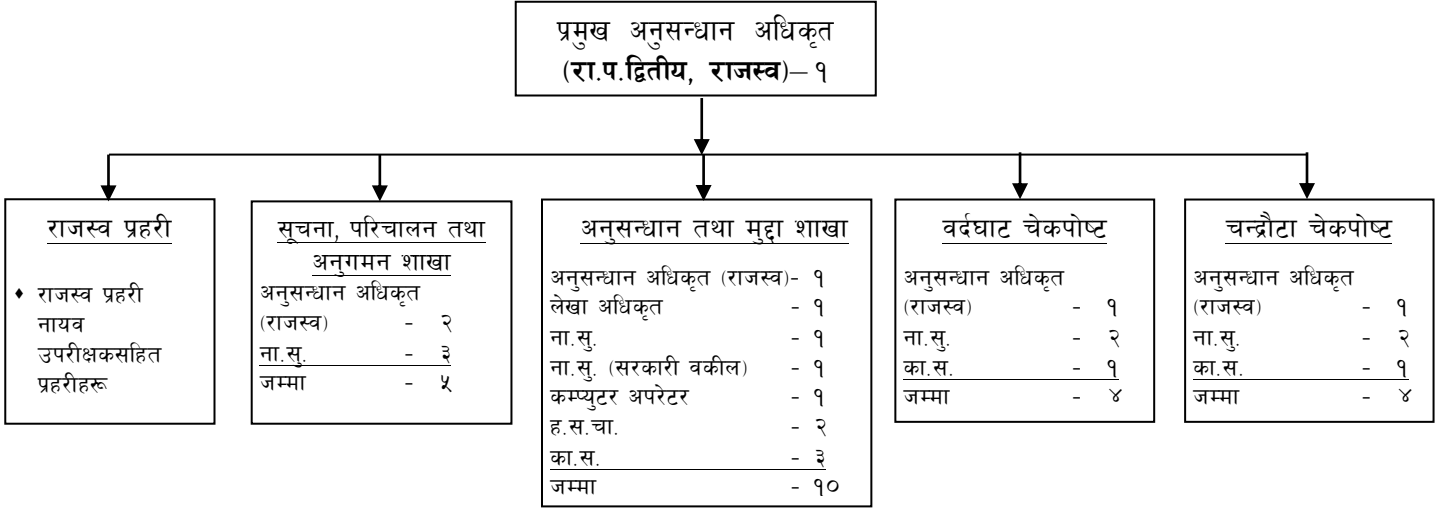 प्रमुख अनुसन्धान अधिकृत
(रा.प.द्वितीय, राजस्व)– १
राजस्व प्रहरी
♦ राजस्व प्रहरी
नायव
उपरीक्षकसहित
प्रहरीहरू
सूचना, परिचालन तथा
अनुगमन शाखा
अनुसन्धान अधिकृत
(राजस्व) - २
ना.सु. - ३
जम्मा - ५
अनुसन्धान तथा मुद्दा शाखा
अनुसन्धान अधिकृत (राजस्व)- १
लेखा अधिकृत - १
ना.सु. - १
ना.सु. (सरकारी वकील) - १
कम्प्युटर अपरेटर - १
ह.स.चा. - २
का.स. - ३
जम्मा - १०
वर्दघाट चेकपोष्ट
अनुसन्धान अधिकृत
(राजस्व) - १
ना.सु. - २
का.स. - १
जम्मा - ४
चन्द्रौटा चेकपोष्ट
अनुसन्धान अधिकृत
(राजस्व) - १
ना.सु. - २
का.स. - १
जम्मा - ४